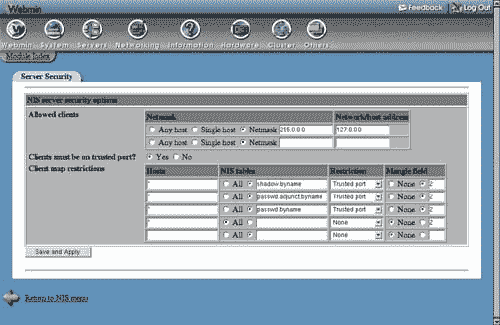 Webmin
Feedback Log Out
Webmin System Servers Networking Information Hardware Cluster Others
Module Index
Server Security
NIS server security options
Allowed clients
Netmask Network/host address
Any host Single host Netmask 255.0.0.0 127.0.0.0
Any host Single host Netmask
Clients must be on trusted port? Yes No
Client map restrictions
Hosts NIS tables Restriction Mangle field
* All shadow.byname Trusted port None 2
* All passwd.adjunct.byname Trusted port None 2
* All passwd.byname Trusted port None 2
* All None None 2
All None None
Save and Apply
Return to NIS menu